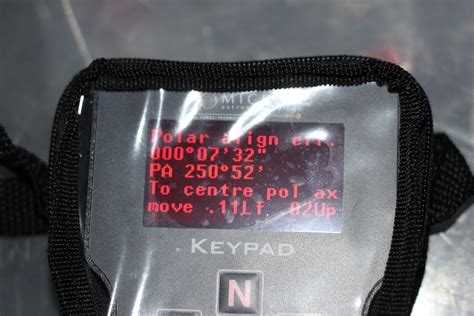 Polar align err.
000°07'32"
PA 250°52'
To centre pol ax
move .11Lf .02Up
KEYPAD
N